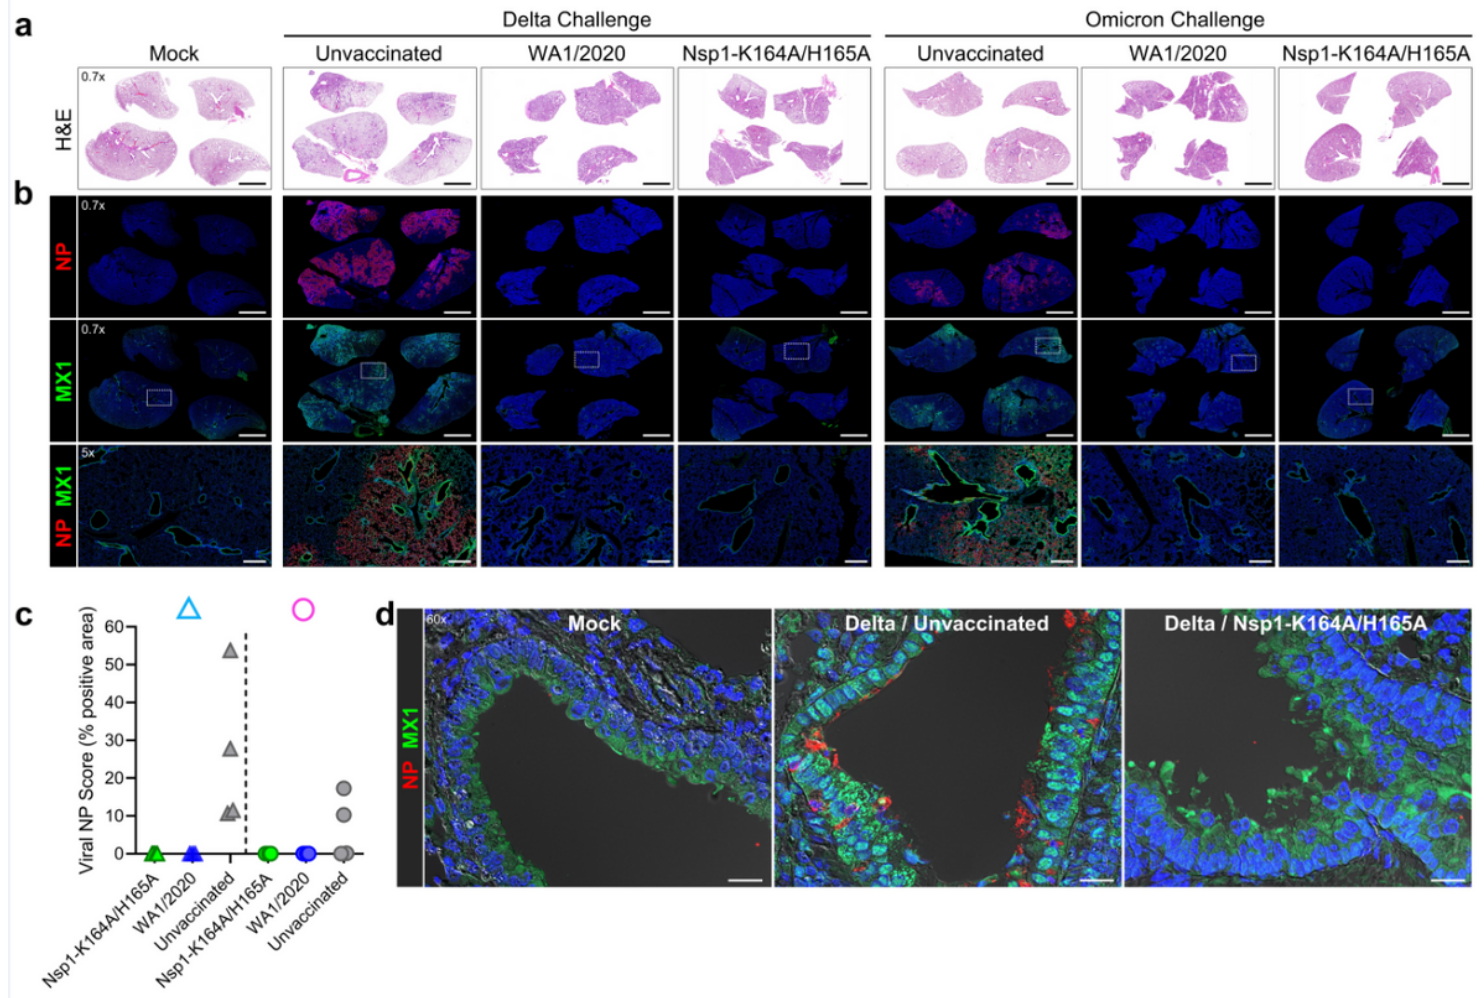 a
Delta Challenge
Omicron Challenge
Mock
Unvaccinated
WA1/2020
Nsp1-K164A/H165A
Unvaccinated
WA1/2020
Nsp1-K164A/H165A
H&E
0.7x
b
NP
0.7x
MX1
0.7x
NP MX1
5x
c
Viral NP Score (% positive area)
60
50
40
30
20
10
0
Nsp1-K164A/H165A
WA1/2020
Unvaccinated
Nsp1-K164A/H165A
WA1/2020
Unvaccinated
d
NP MX1
60x
Mock
Delta / Unvaccinated
Delta / Nsp1-K164A/H165A